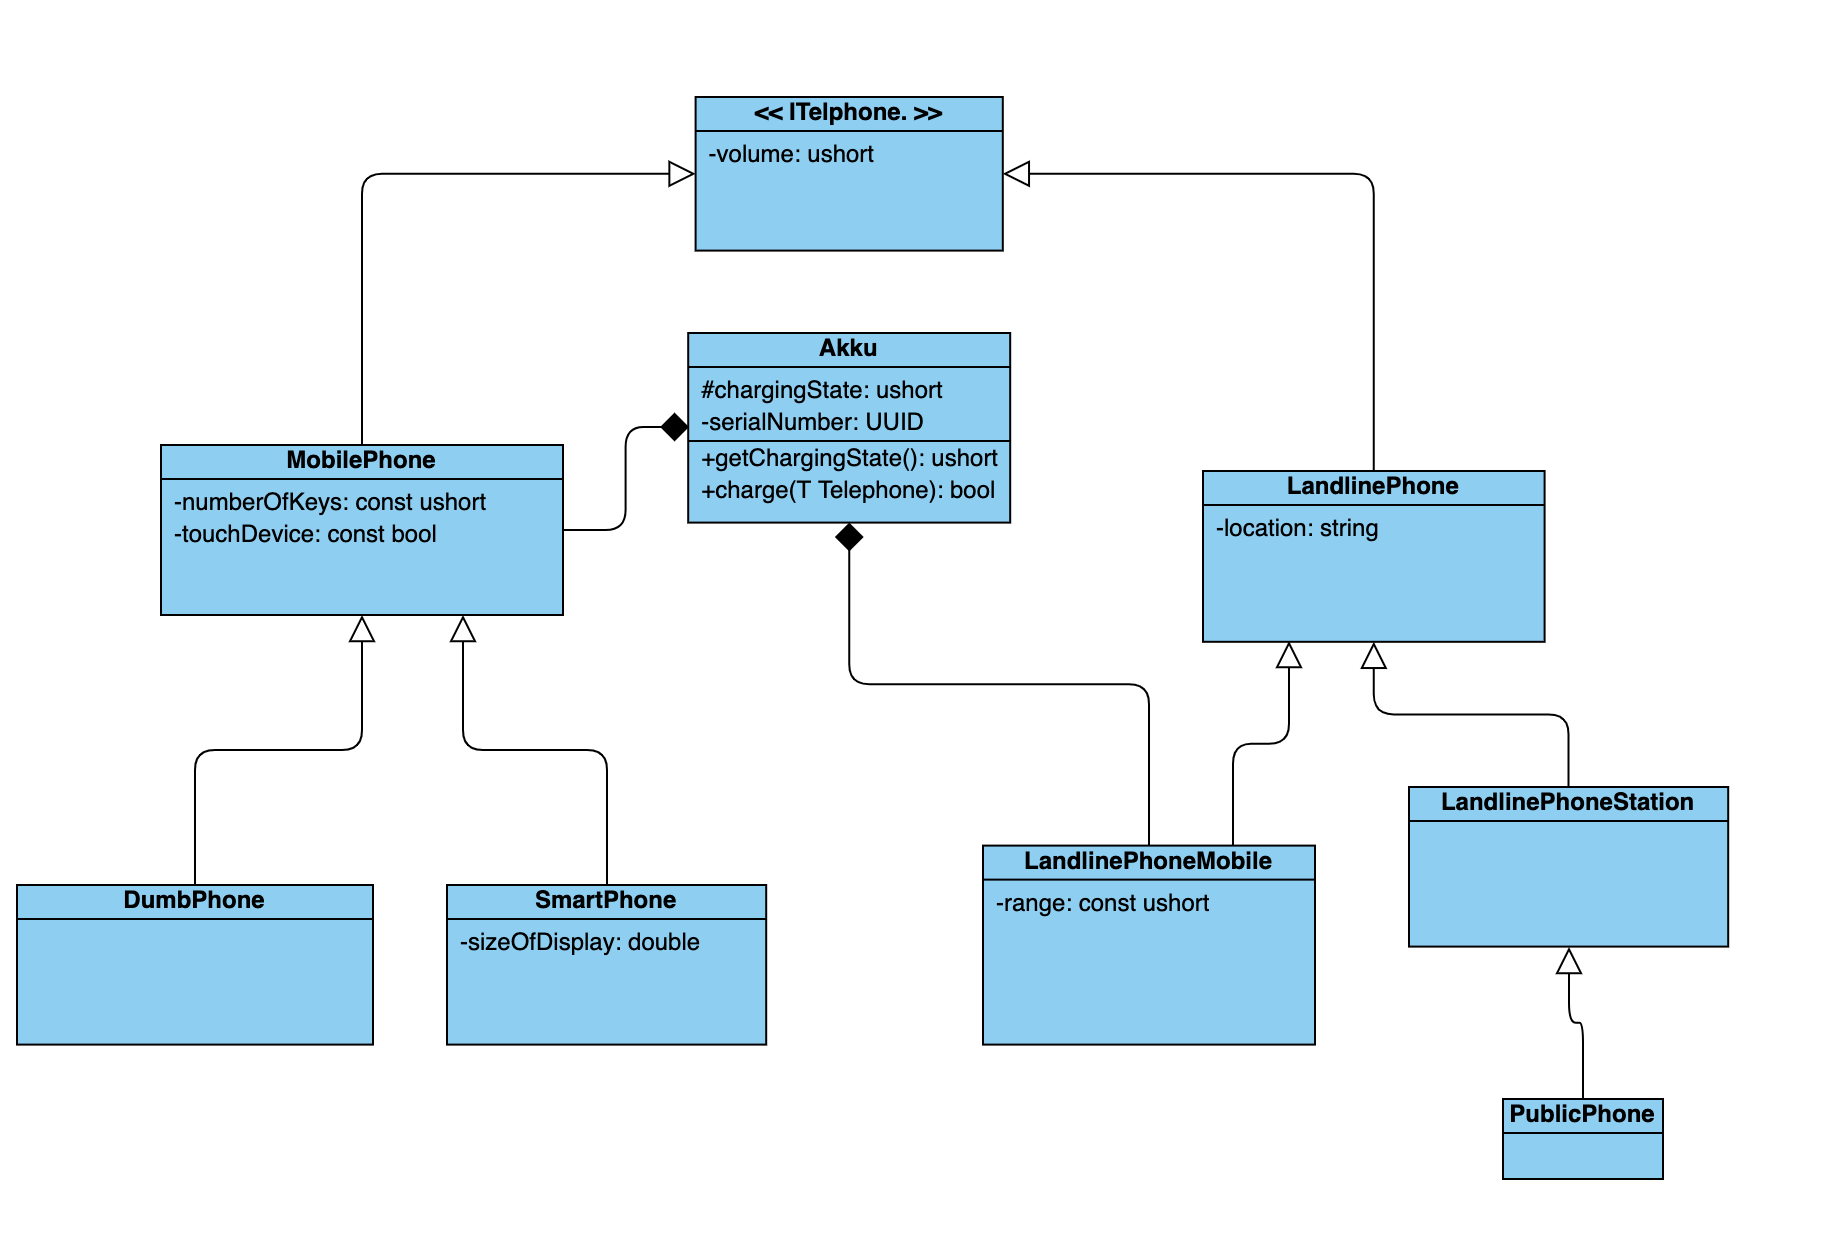 << ITelphone. >>
-volume: ushort
Akku
#chargingState: ushort
-serialNumber: UUID
+getChargingState(): ushort
+charge(T Telephone): bool
MobilePhone
-numberOfKeys: const ushort
-touchDevice: const bool
LandlinePhone
-location: string
DumbPhone
SmartPhone
-sizeOfDisplay: double
LandlinePhoneMobile
-range: const ushort
LandlinePhoneStation
PublicPhone